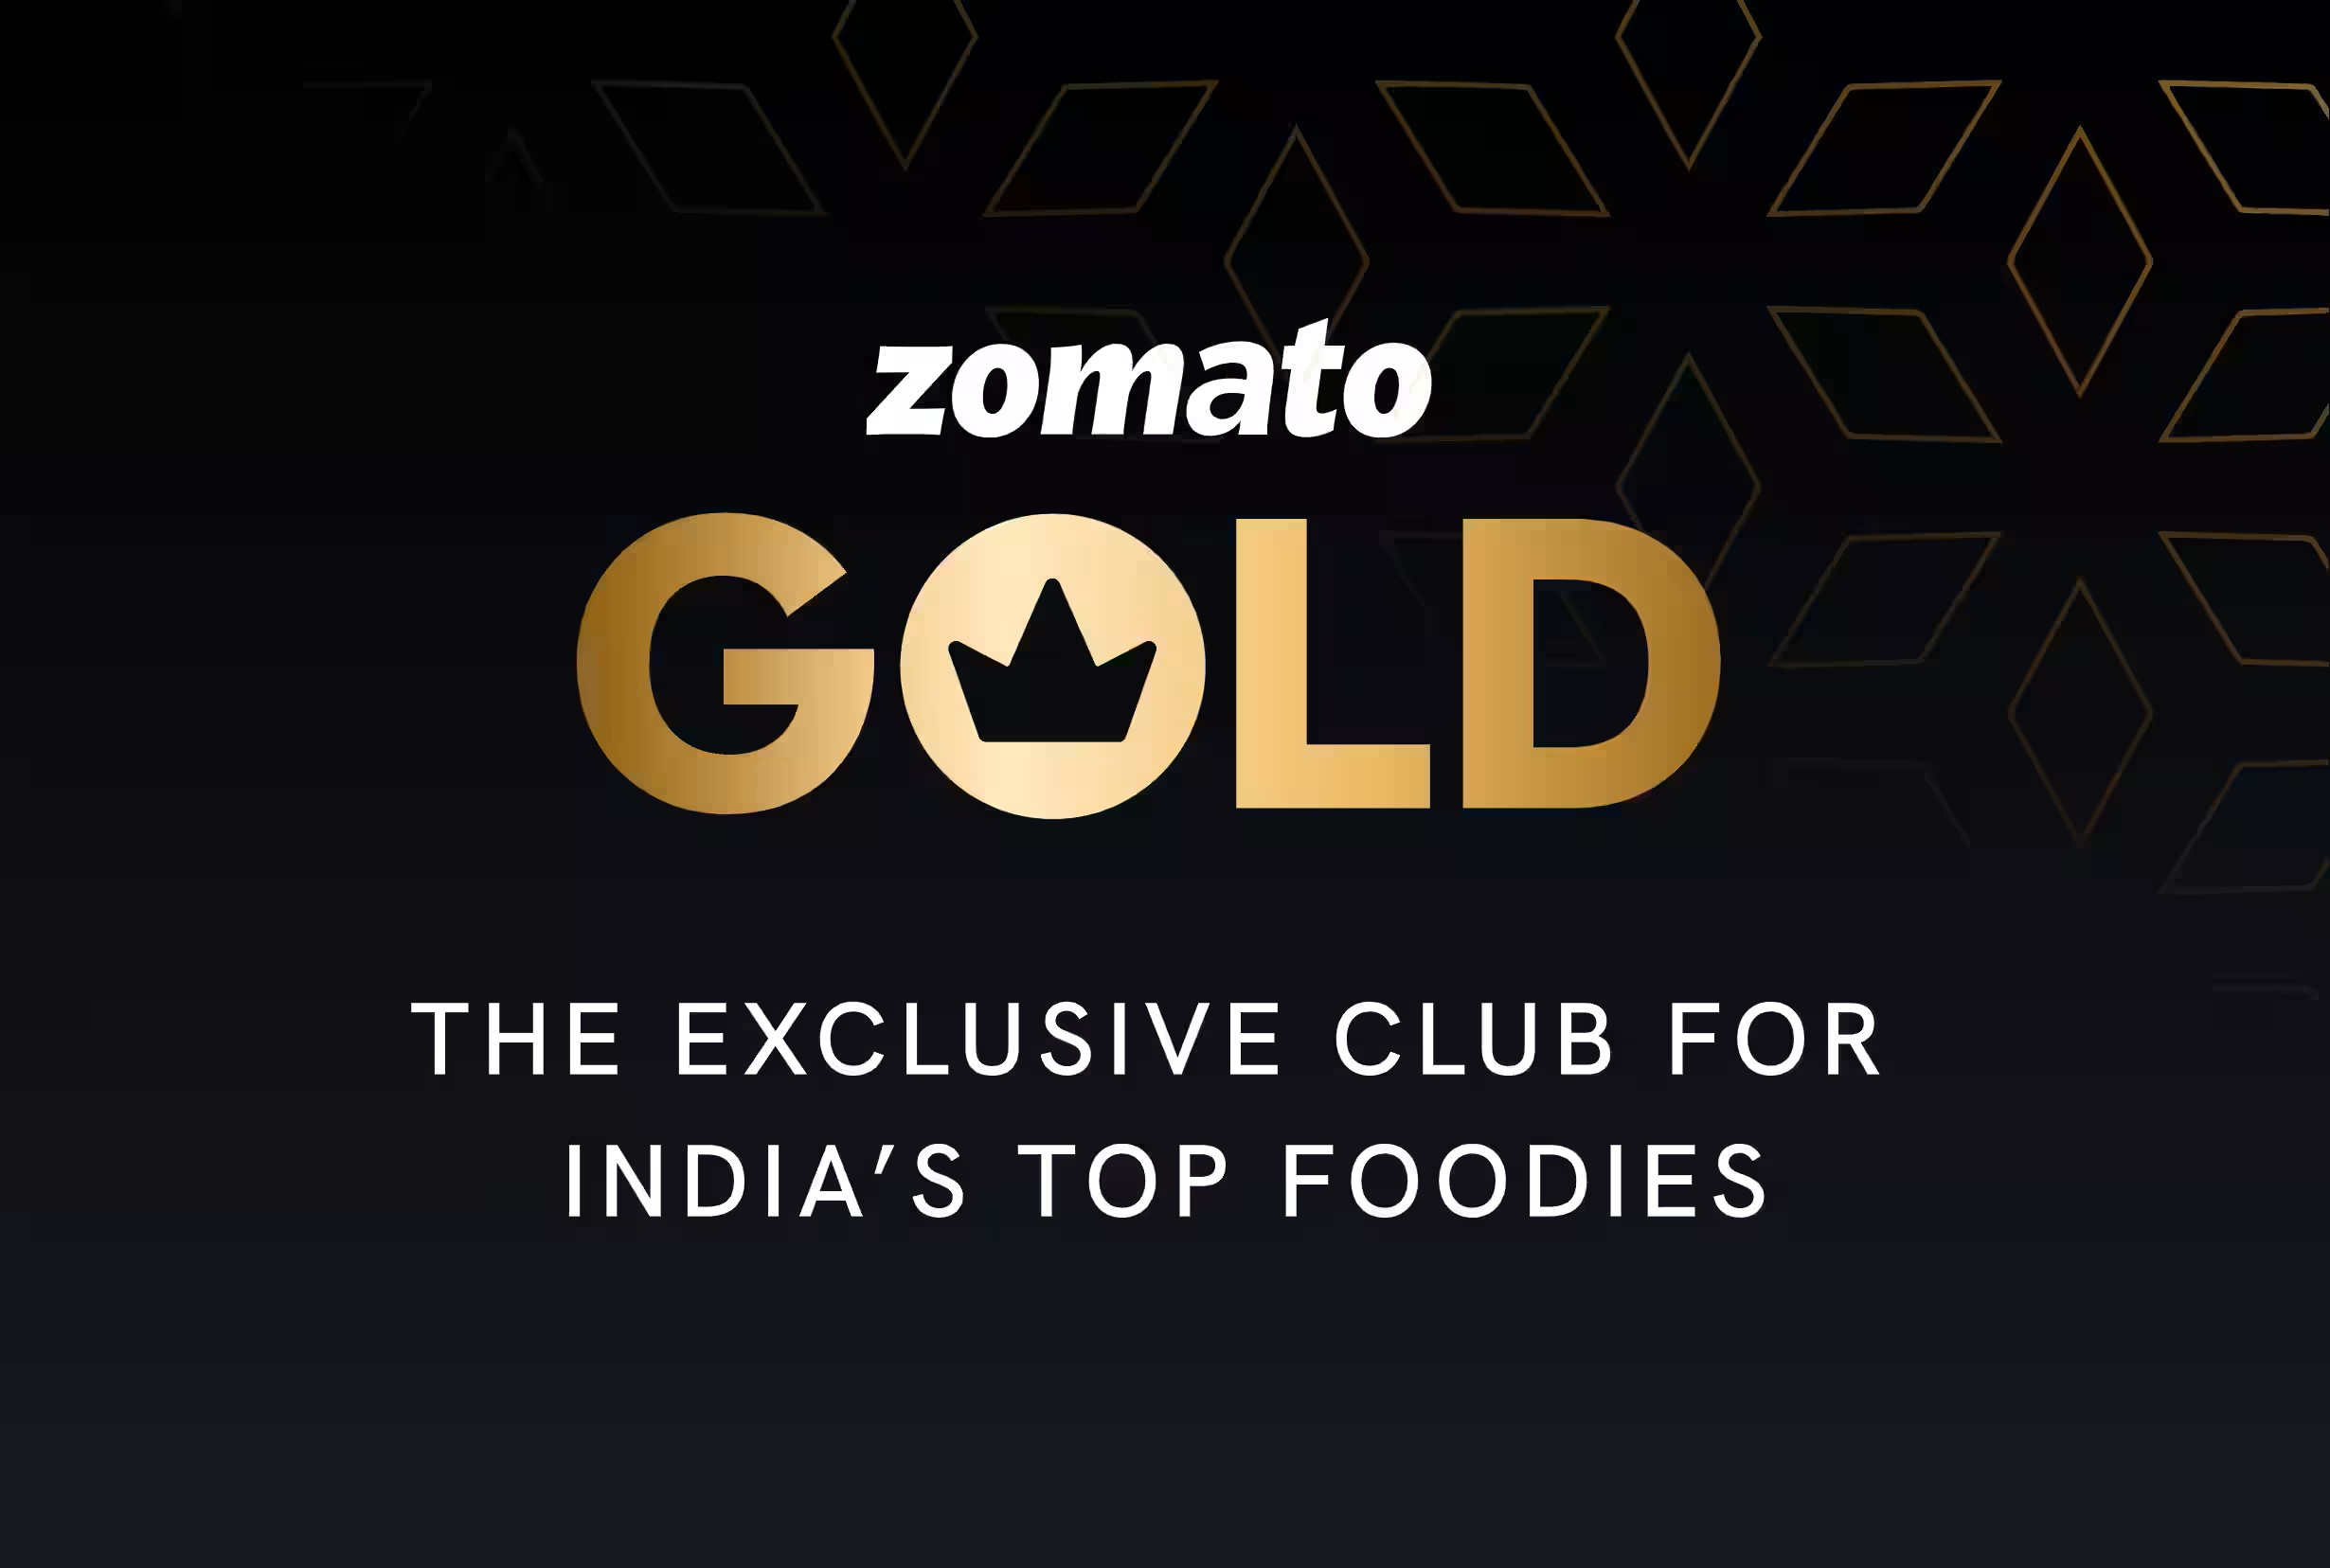 zomato
GOLD
THE EXCLUSIVE CLUB FOR
INDIA’S TOP FOODIES